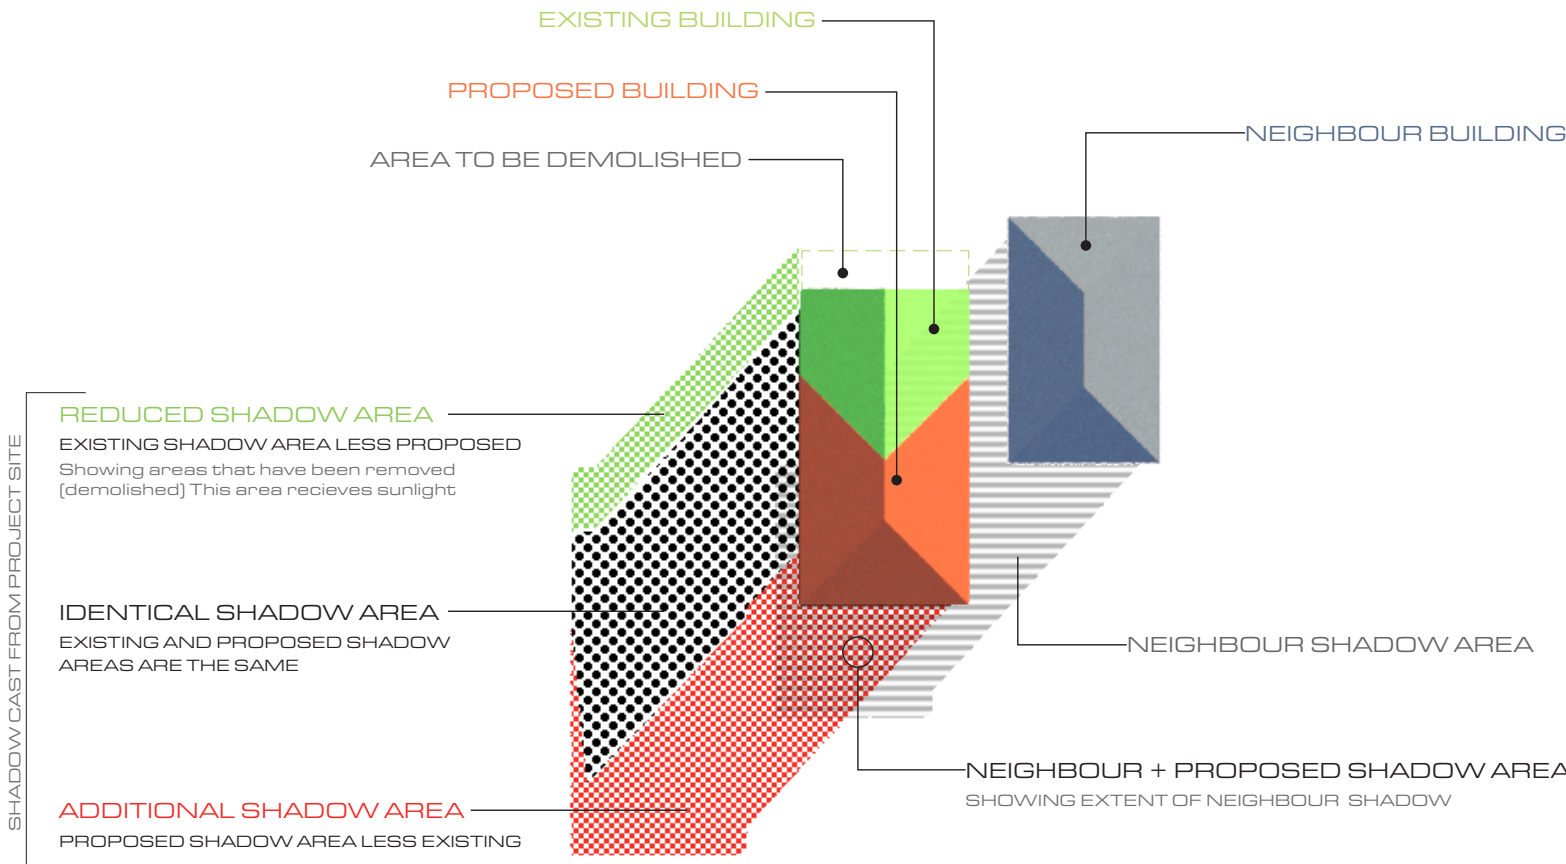 EXISTING BUILDING
PROPOSED BUILDING
AREA TO BE DEMOLISHED
NEIGHBOUR BUILDING
SHADOW CAST FROM PROJECT SITE
REDUCED SHADOW AREA
EXISTING SHADOW AREA LESS PROPOSED
Showing areas that have been removed
(demolished) This area recieves sunlight
IDENTICAL SHADOW AREA
EXISTING AND PROPOSED SHADOW
AREAS ARE THE SAME
NEIGHBOUR SHADOW AREA
NEIGHBOUR + PROPOSED SHADOW AREA
SHOWING EXTENT OF NEIGHBOUR SHADOW
ADDITIONAL SHADOW AREA
PROPOSED SHADOW AREA LESS EXISTING